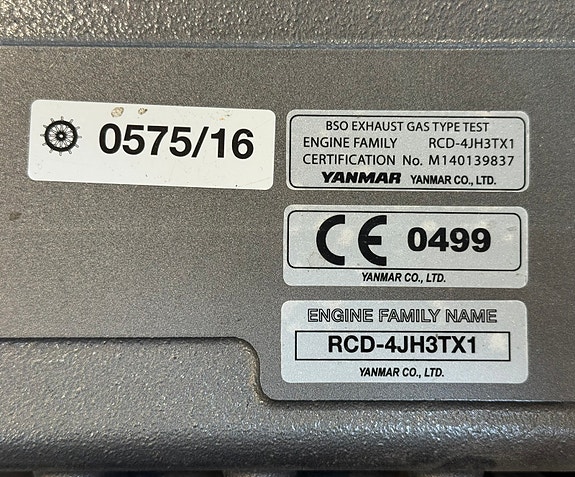 0575/16
BSO EXHAUST GAS TYPE TEST
ENGINE FAMILY RCD-4JH3TX1
CERTIFICATION No. M140139837
YANMAR YANMAR CO., LTD.
CE 0499
YANMAR CO., LTD.
ENGINE FAMILY NAME
RCD-4JH3TX1
YANMAR CO., LTD.